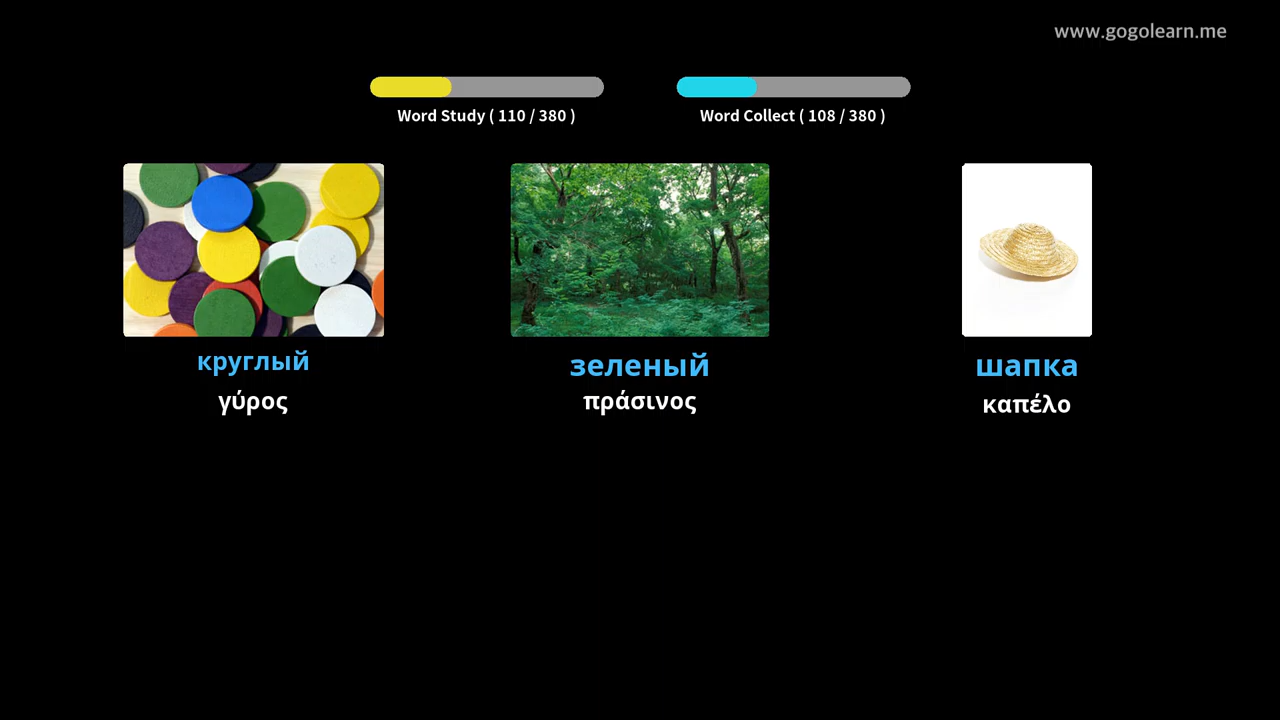 www.gogolearn.me
Word Study ( 110 / 380 )
Word Collect ( 108 / 380 )
круглый
γύρος
зеленый
πράσινος
шапка
καπέλο